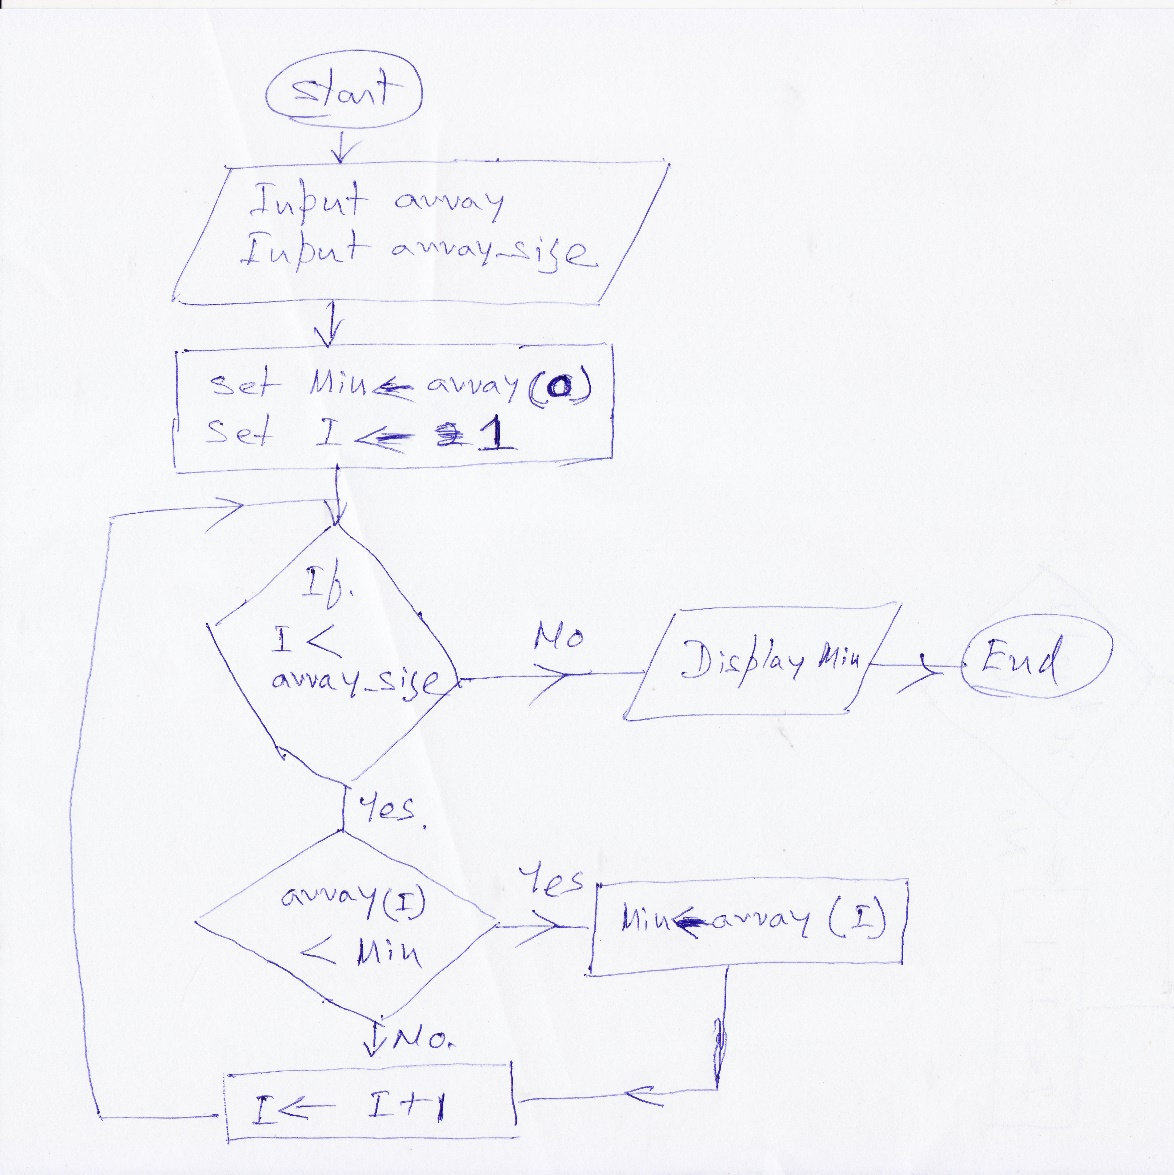 Start
Input array
Input array_size
Set Min ← array(0)
Set I ← 1
If.
I <
array_size
No
Display Min
End
Yes.
array(I)
< Min
Yes
Min ← array (I)
No.
I ← I+1